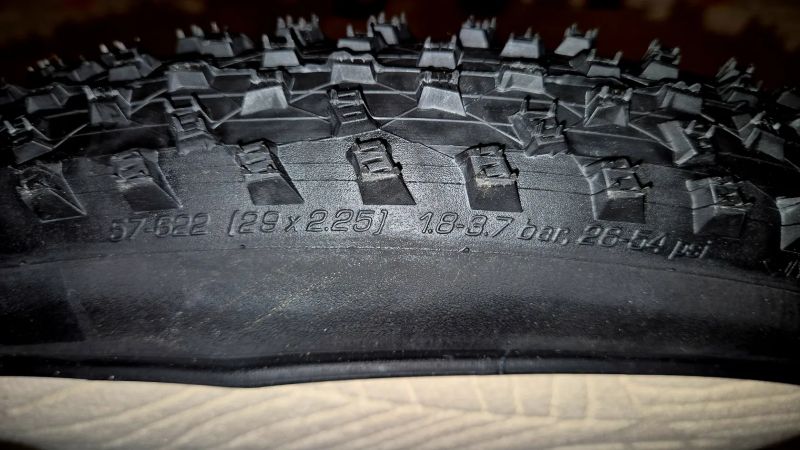 57-622 [29 x 2.25] 1.8-3.7 bar, 26-54 psi